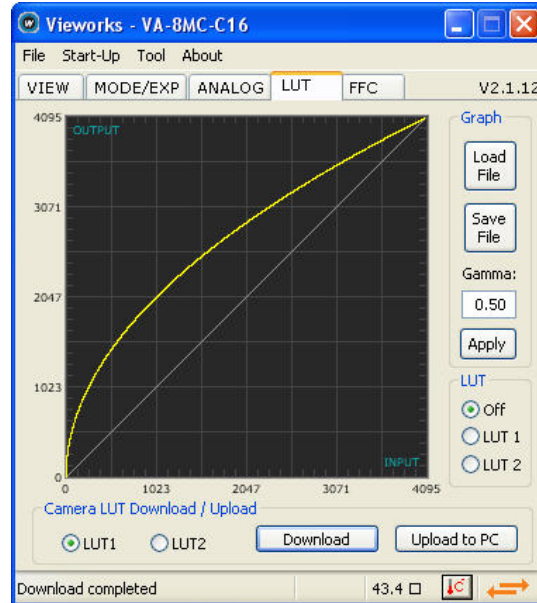 Vieworks - VA-8MC-C16
File Start-Up Tool About
VIEW MODE/EXP ANALOG LUT FFC V2.1.12
4095
OUTPUT
3071
2047
1023
0
INPUT
0 1023 2047 3071 4095
Graph
Load File
Save File
Gamma:
0.50
Apply
LUT
Off
LUT 1
LUT 2
Camera LUT Download / Upload
LUT1 LUT2 Download Upload to PC
Download completed 43.4 □ C